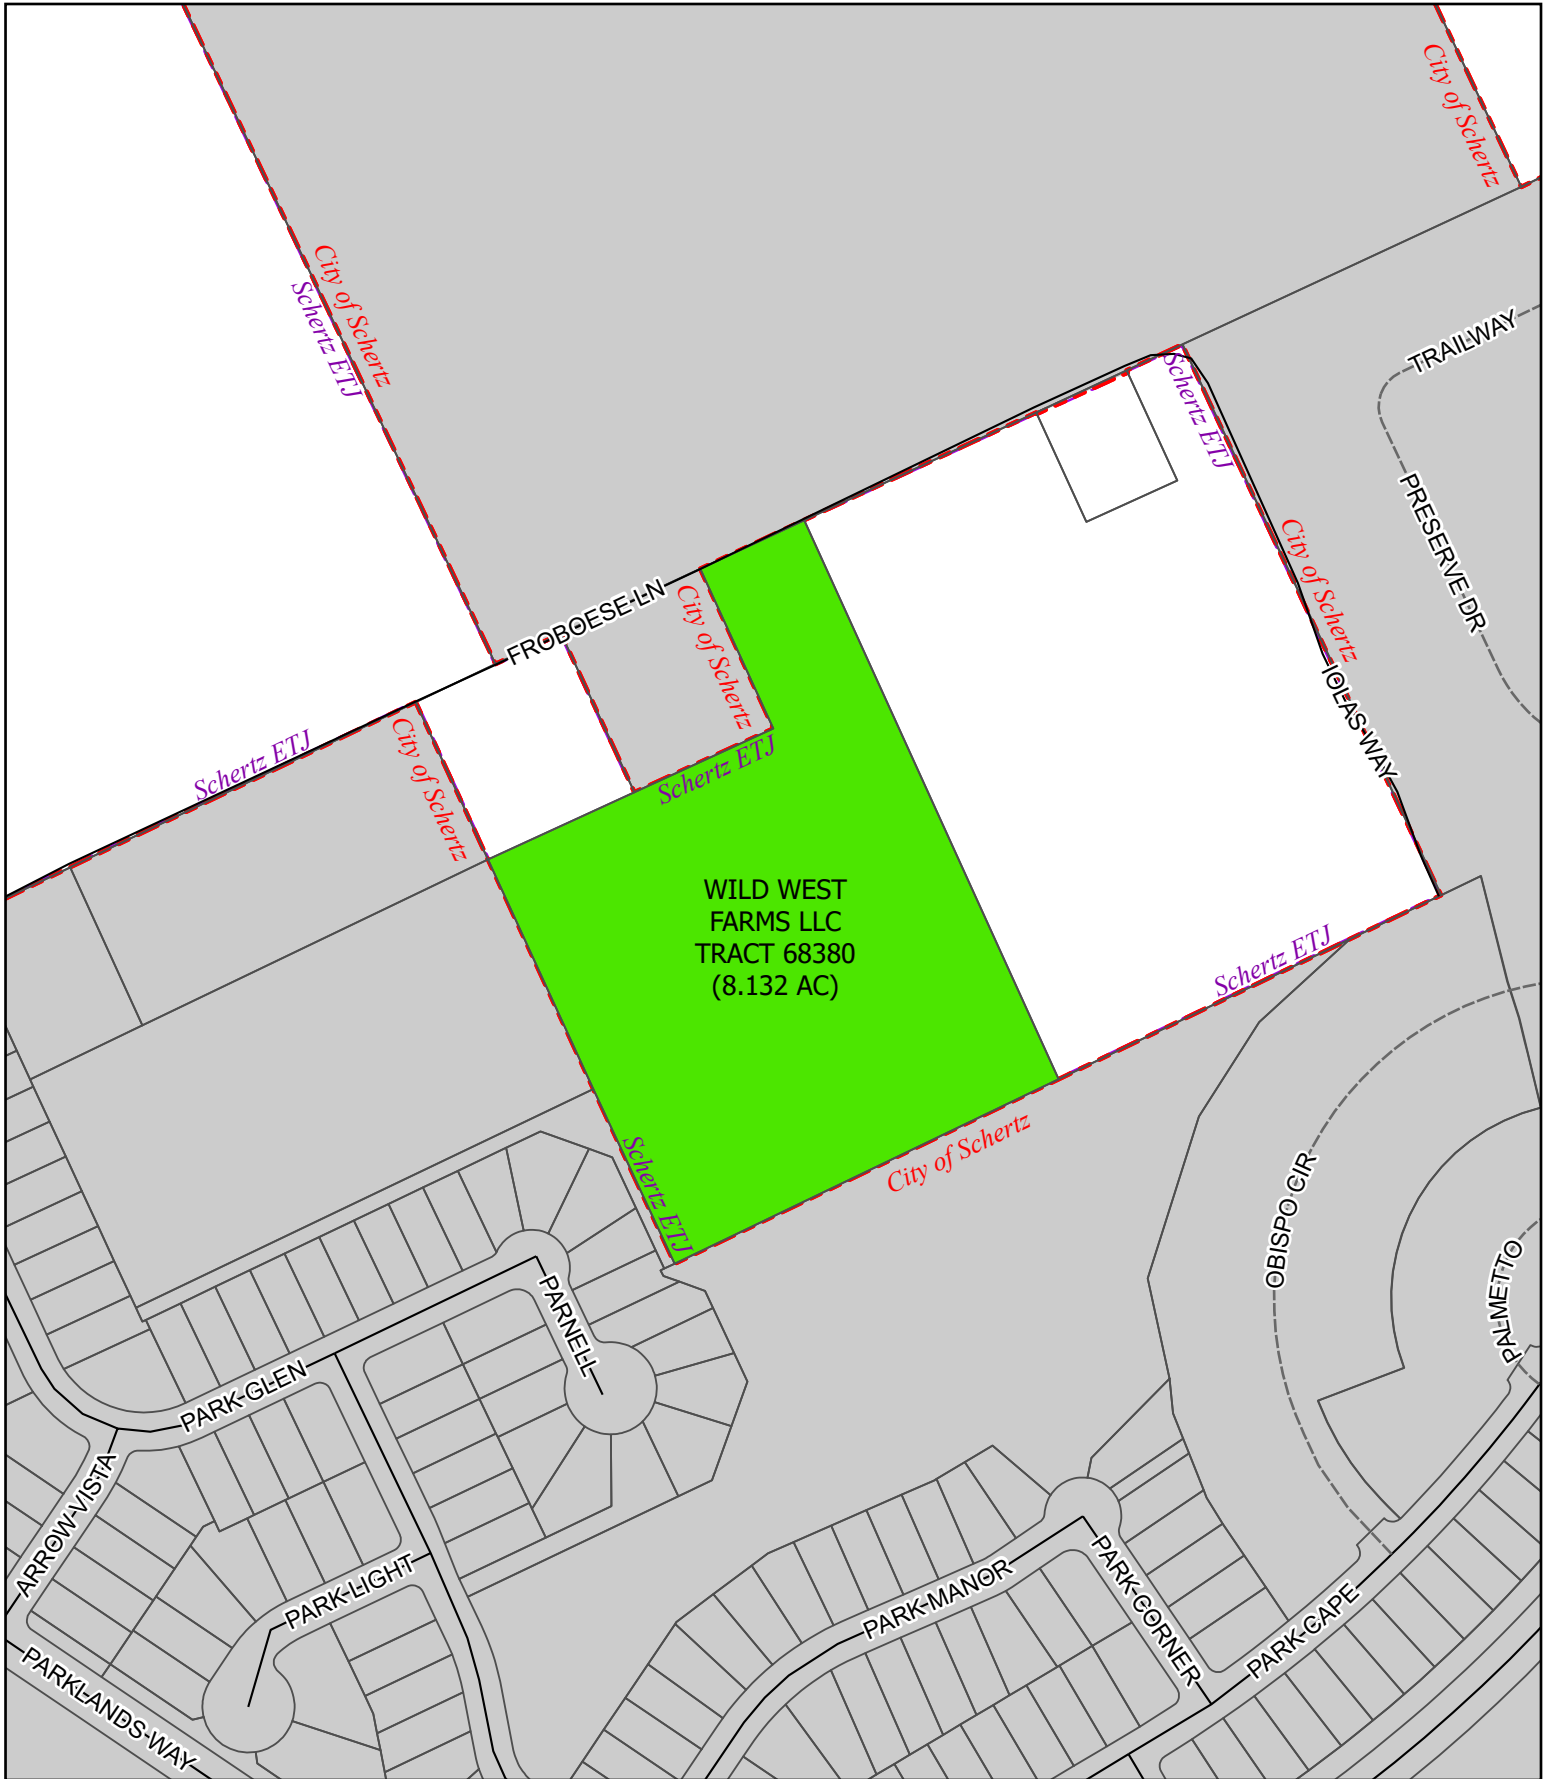 City of Schertz
City of Schertz
Schertz ETJ
TRAILWAY
Schertz ETJ
PRESERVE DR
City of Schertz
FROBOESE LN
City of Schertz
IOLAS WAY
Schertz ETJ
City of Schertz
Schertz ETJ
WILD WEST
FARMS LLC
TRACT 68380
(8.132 AC)
Schertz ETJ
City of Schertz
Schertz ETJ
OBISPO CIR
PALMETTO
PARNELL
PARK GLEN
ARROW VISTA
PARK LIGHT
PARK MANOR
PARK CORNER
PARK CAPE
PARKLANDS WAY